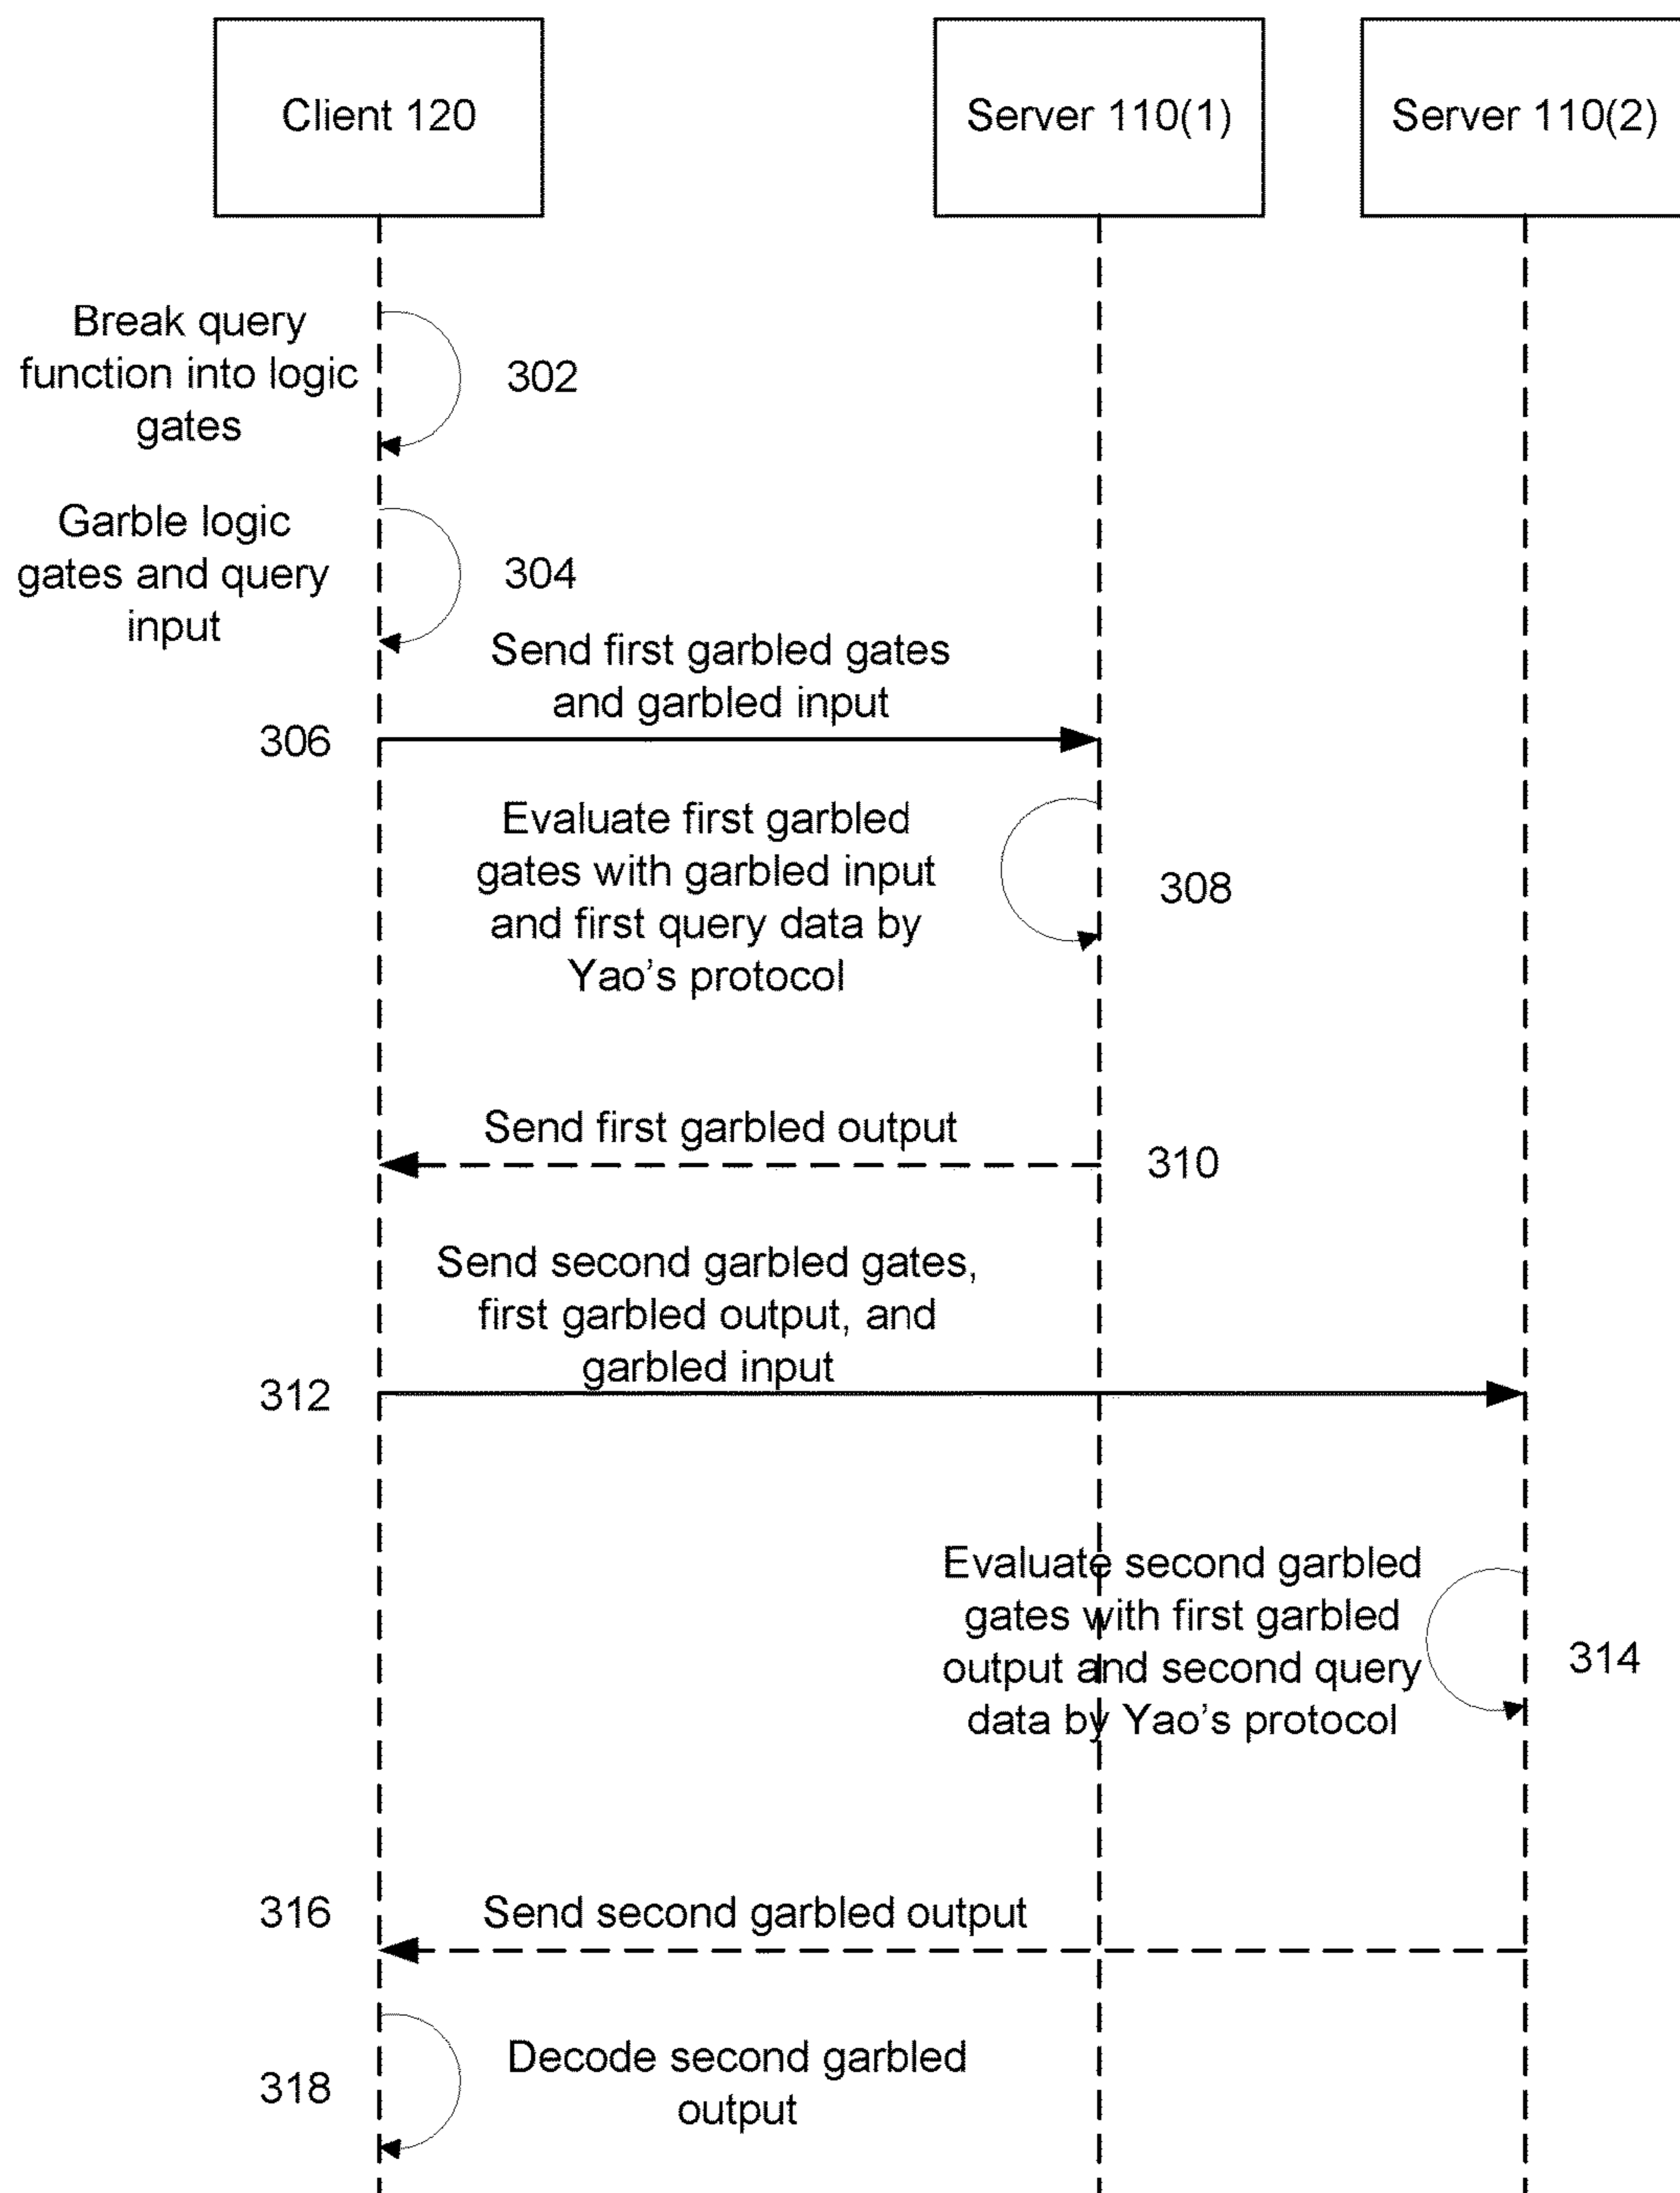 Client 120
Server 110(1)
Server 110(2)
Break query
function into logic
gates
302
Garble logic
gates and query
input
304
Send first garbled gates
and garbled input
306
Evaluate first garbled
gates with garbled input
and first query data by
Yao's protocol
308
Send first garbled output
310
Send second garbled gates,
first garbled output, and
garbled input
312
Evaluate second garbled
gates with first garbled
output and second query
data by Yao's protocol
314
316
Send second garbled output
318
Decode second garbled
output